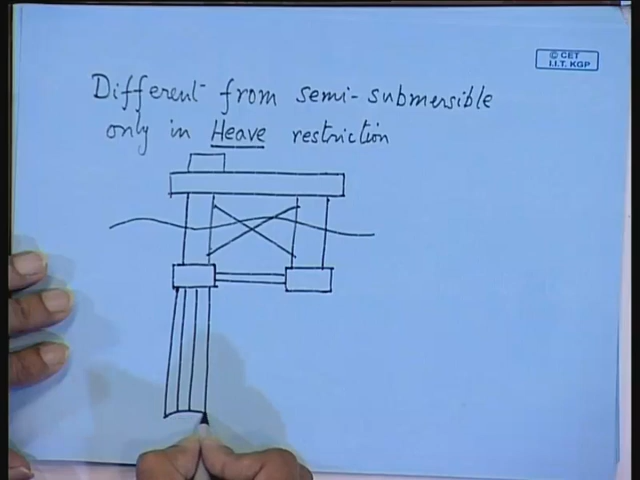 © CET
I.I.T. KGP
Different from semi-submersible
only in Heave restriction